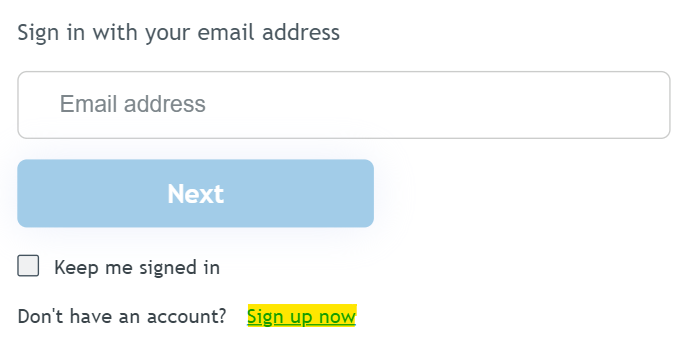 Sign in with your email address
Email address
Next
Keep me signed in
Don't have an account? Sign up now